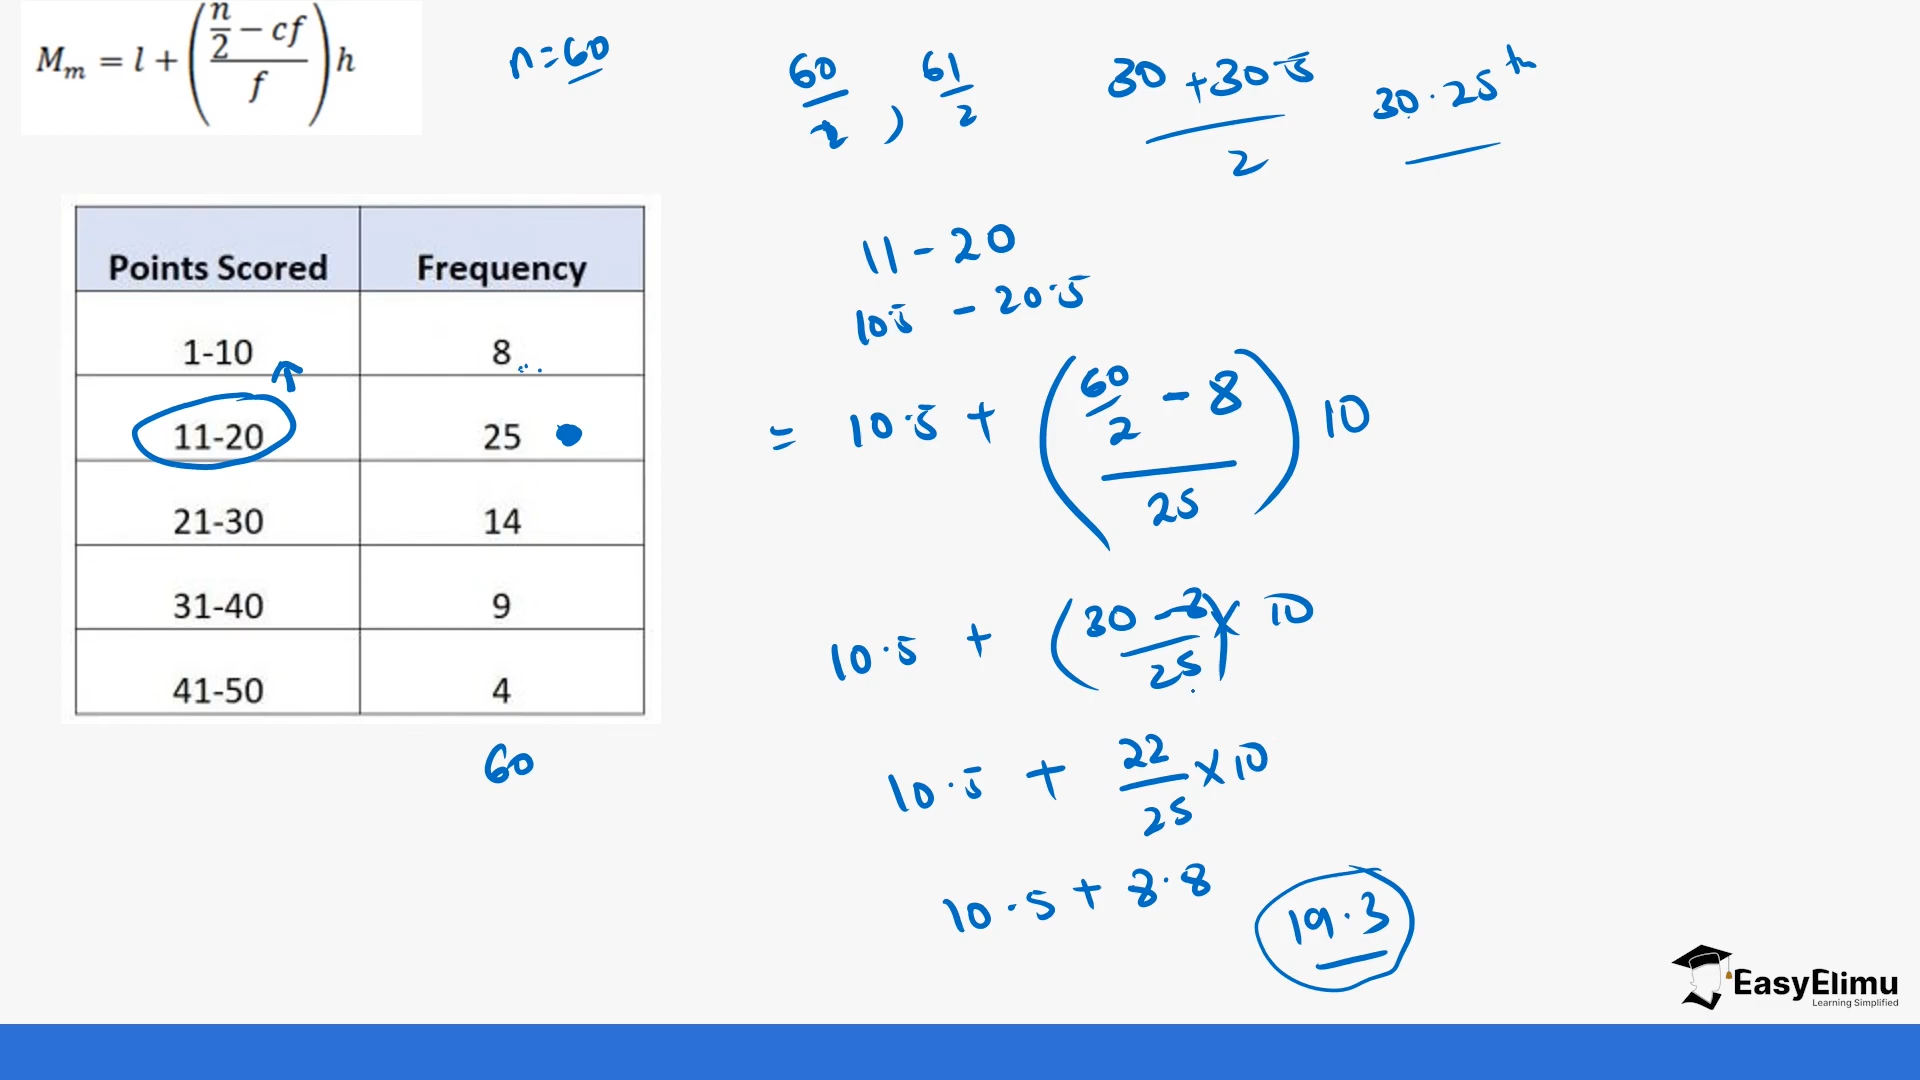 M_m = l + ((n/2 − cf)/f) h
n = 60
60/2 , 61/2
30 + 30.5 / 2
30.25th
Points Scored Frequency
1-10 8
11-20 25
21-30 14
31-40 9
41-50 4
60
11 - 20
10.5 - 20.5
= 10.5 + ((60/2 - 8)/25) 10
10.5 + ((30 - 8)/25) × 10
10.5 + 22/25 × 10
10.5 + 8.8
19.3
EasyElimu
Learning Simplified